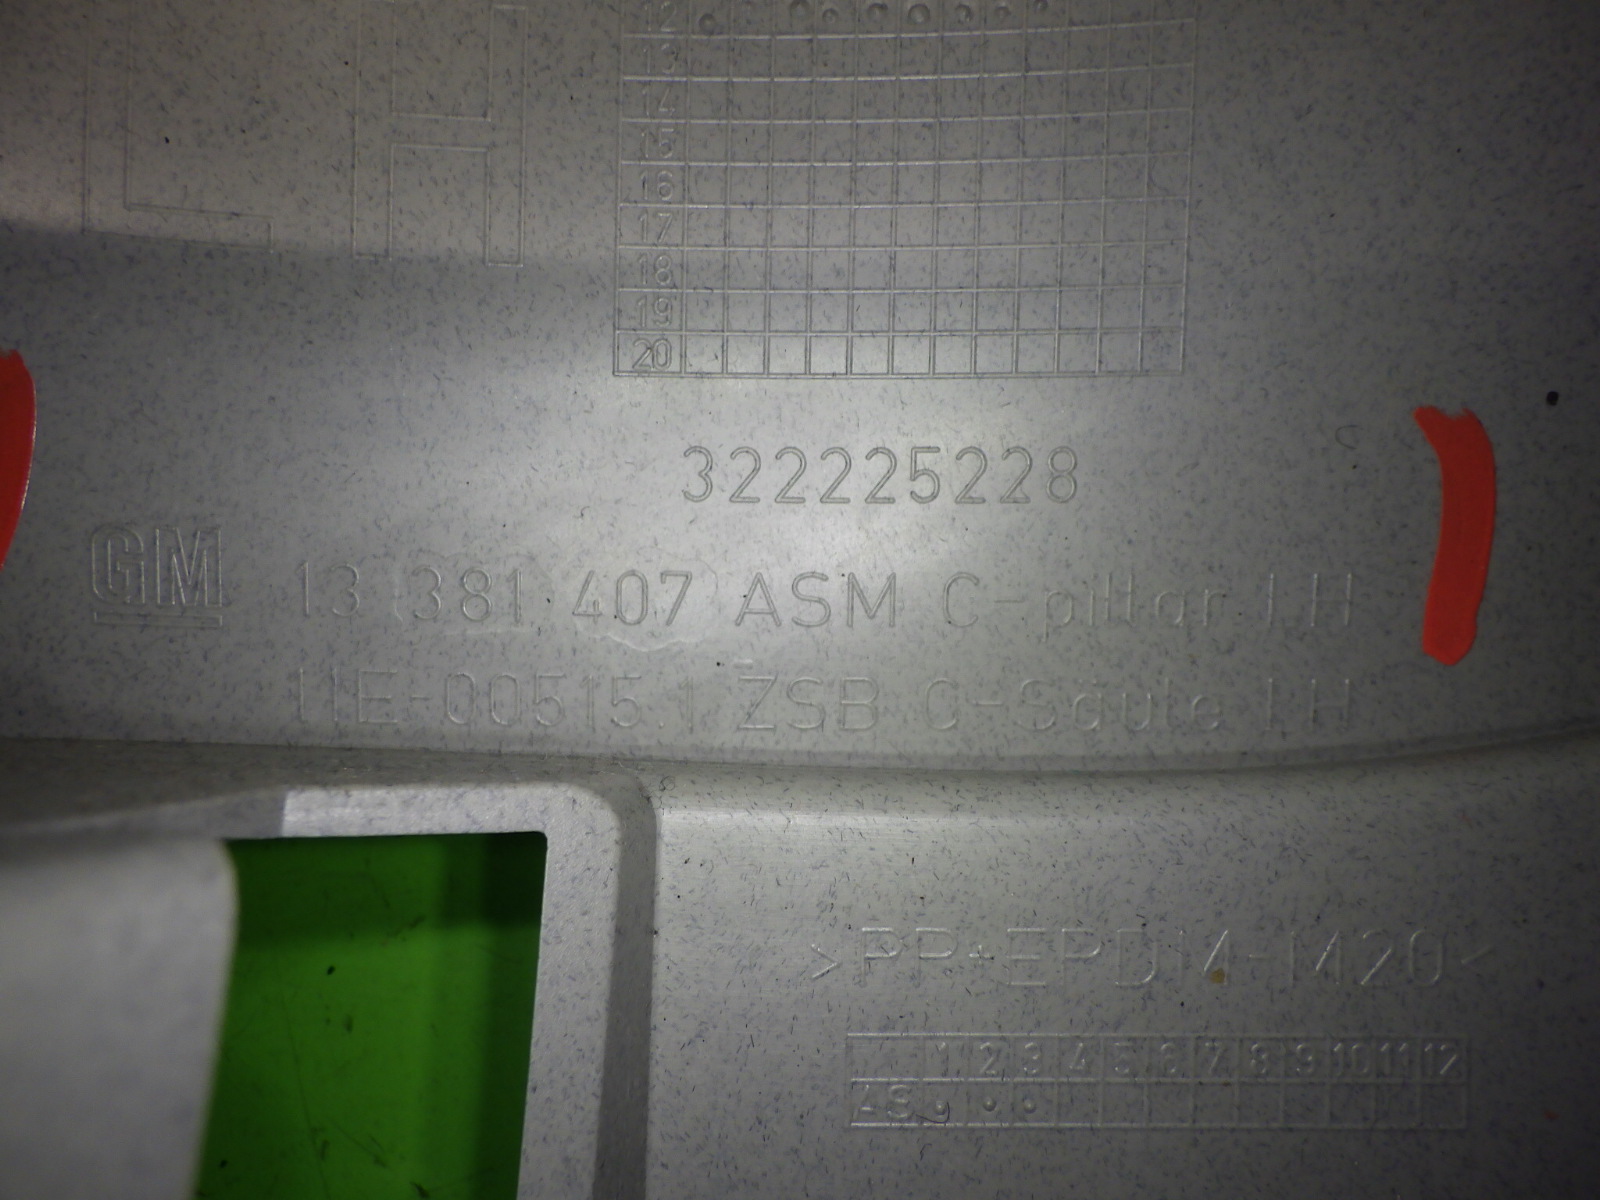 LH
12
13
14
15
16
17
18
19
20
322225228
GM 13 381 407 ASM C-pillar LH
UE-00515.1 ZSB C-Säule LH
>PP+EPDM-M20<
1 2 3 4 5 6 7 8 9 10 11 12
AS